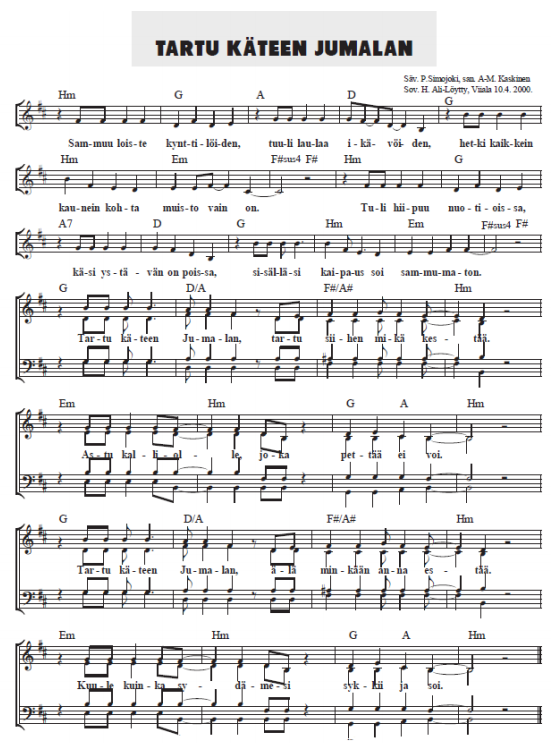 TARTU KÄTEEN JUMALAN
Säv. P.Simojoki, san. A-M. Kaskinen
Sov. H. Ali-Löytty, Viiala 10.4. 2000.
Hm G A D G
Sam-muu lois-te kynt-ti-löi-den, tuu-li lau-laa i-kä-vöi-den, het-ki kaik-kein
Hm Em F#sus4 F# Hm G
kau-nein koh-ta muis-to vain on. Tu-li hii-puu nuo-ti-ois-sa,
A7 D G Hm Em F#sus4 F#
kä-si ys-tä-vän on pois-sa, si-säl-lä-si kai-pa-us soi sam-mu-ma-ton.
G D/A F#/A# Hm
Tar-tu kä-teen Ju-ma-lan, tar-tu sii-hen mi-kä kes-tää.
Em Hm G A Hm
As-tu kal-li-ol-le, jo-ka pet-tää ei voi.
G D/A F#/A# Hm
Tar-tu kä-teen Ju-ma-lan, ä-lä min-kään an-na es-tää.
Em Hm G A Hm
Kuu-le kuin-ka sy-dä-me-si syk-kii ja soi.